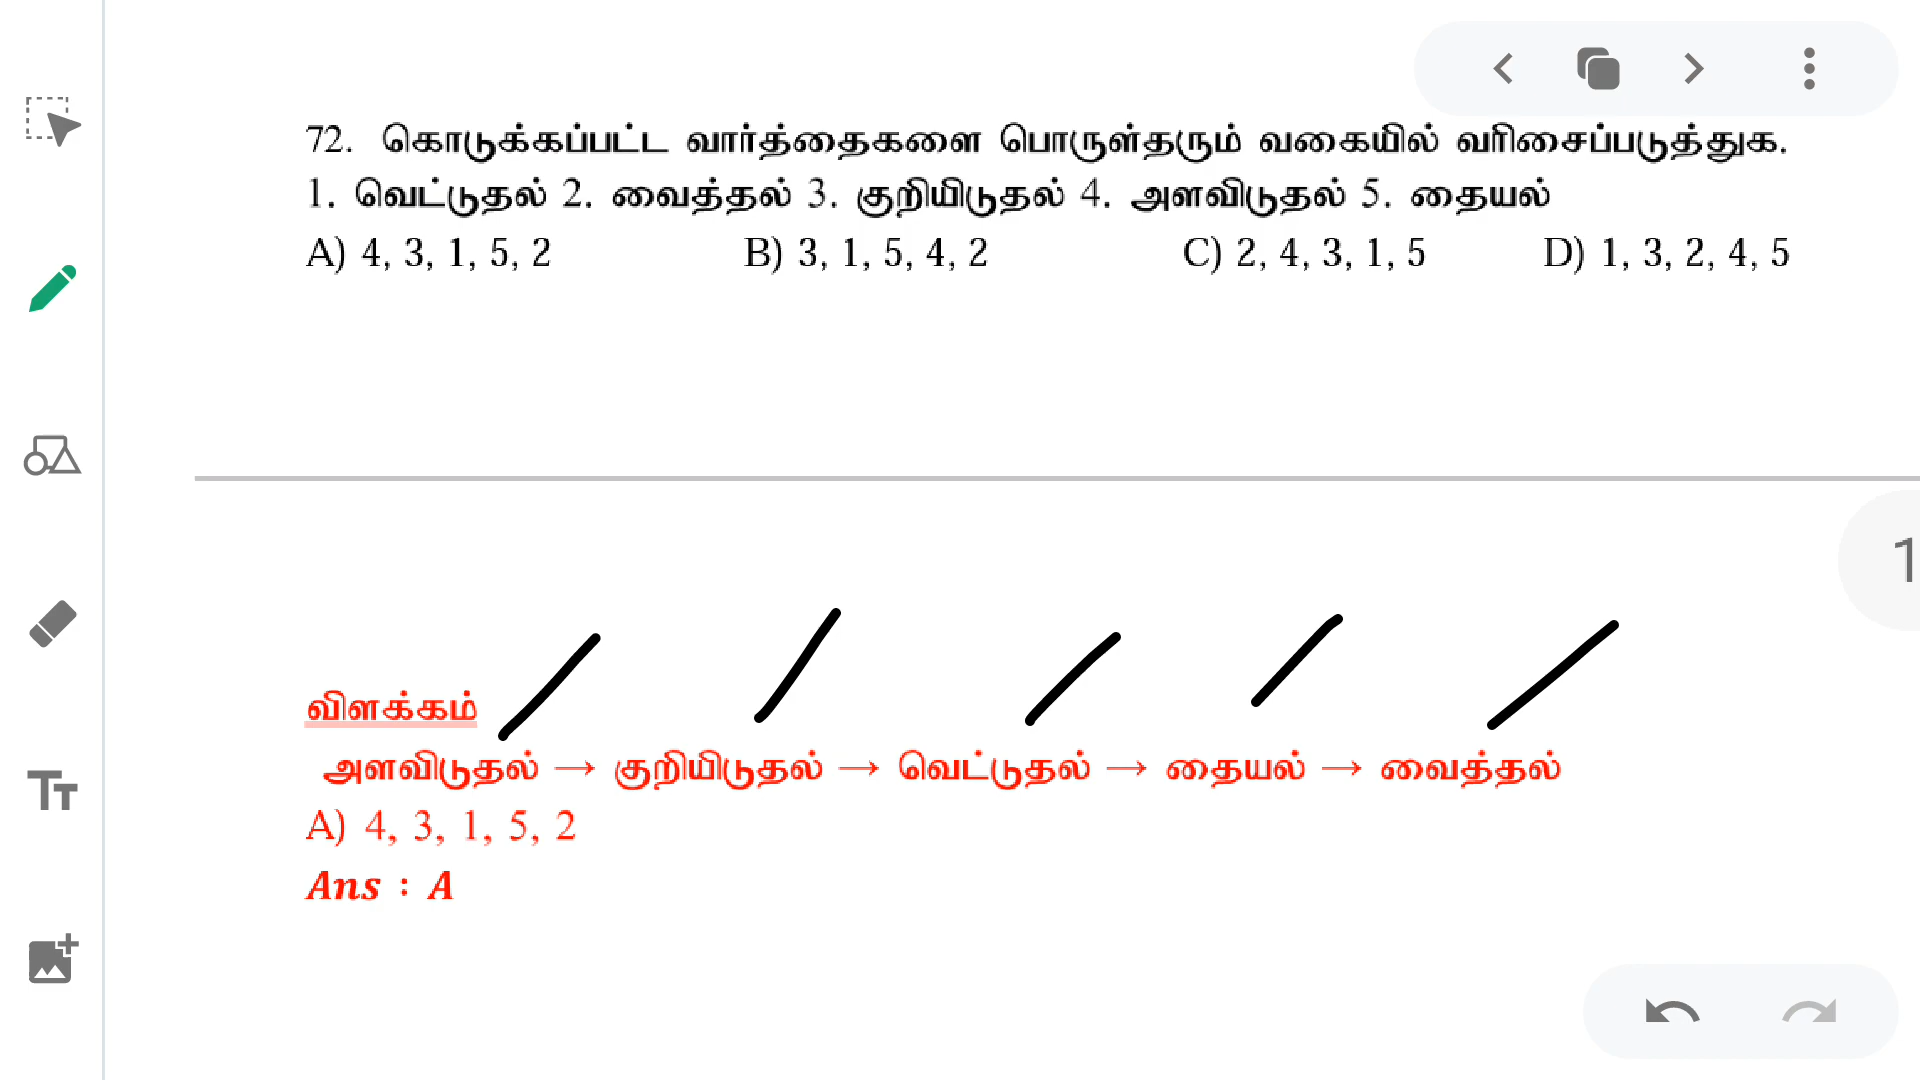 72. கொடுக்கப்பட்ட வார்த்தைகளை பொருள்தரும் வகையில் வரிசைப்படுத்துக.
1. வெட்டுதல் 2. வைத்தல் 3. குறியிடுதல் 4. அளவிடுதல் 5. தையல்
A) 4, 3, 1, 5, 2 B) 3, 1, 5, 4, 2 C) 2, 4, 3, 1, 5 D) 1, 3, 2, 4, 5
1
விளக்கம்
அளவிடுதல் → குறியிடுதல் → வெட்டுதல் → தையல் → வைத்தல்
A) 4, 3, 1, 5, 2
Ans : A